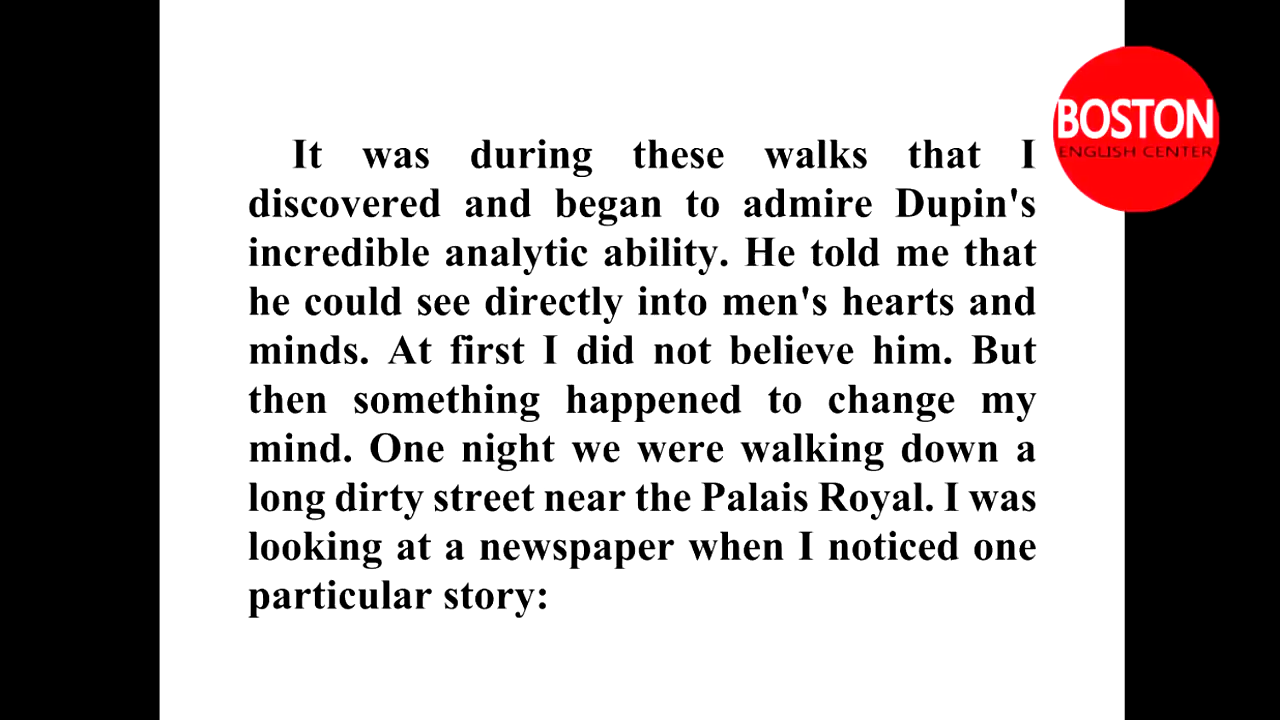 BOSTON
ENGLISH CENTER
It was during these walks that I
discovered and began to admire Dupin's
incredible analytic ability. He told me that
he could see directly into men's hearts and
minds. At first I did not believe him. But
then something happened to change my
mind. One night we were walking down a
long dirty street near the Palais Royal. I was
looking at a newspaper when I noticed one
particular story: